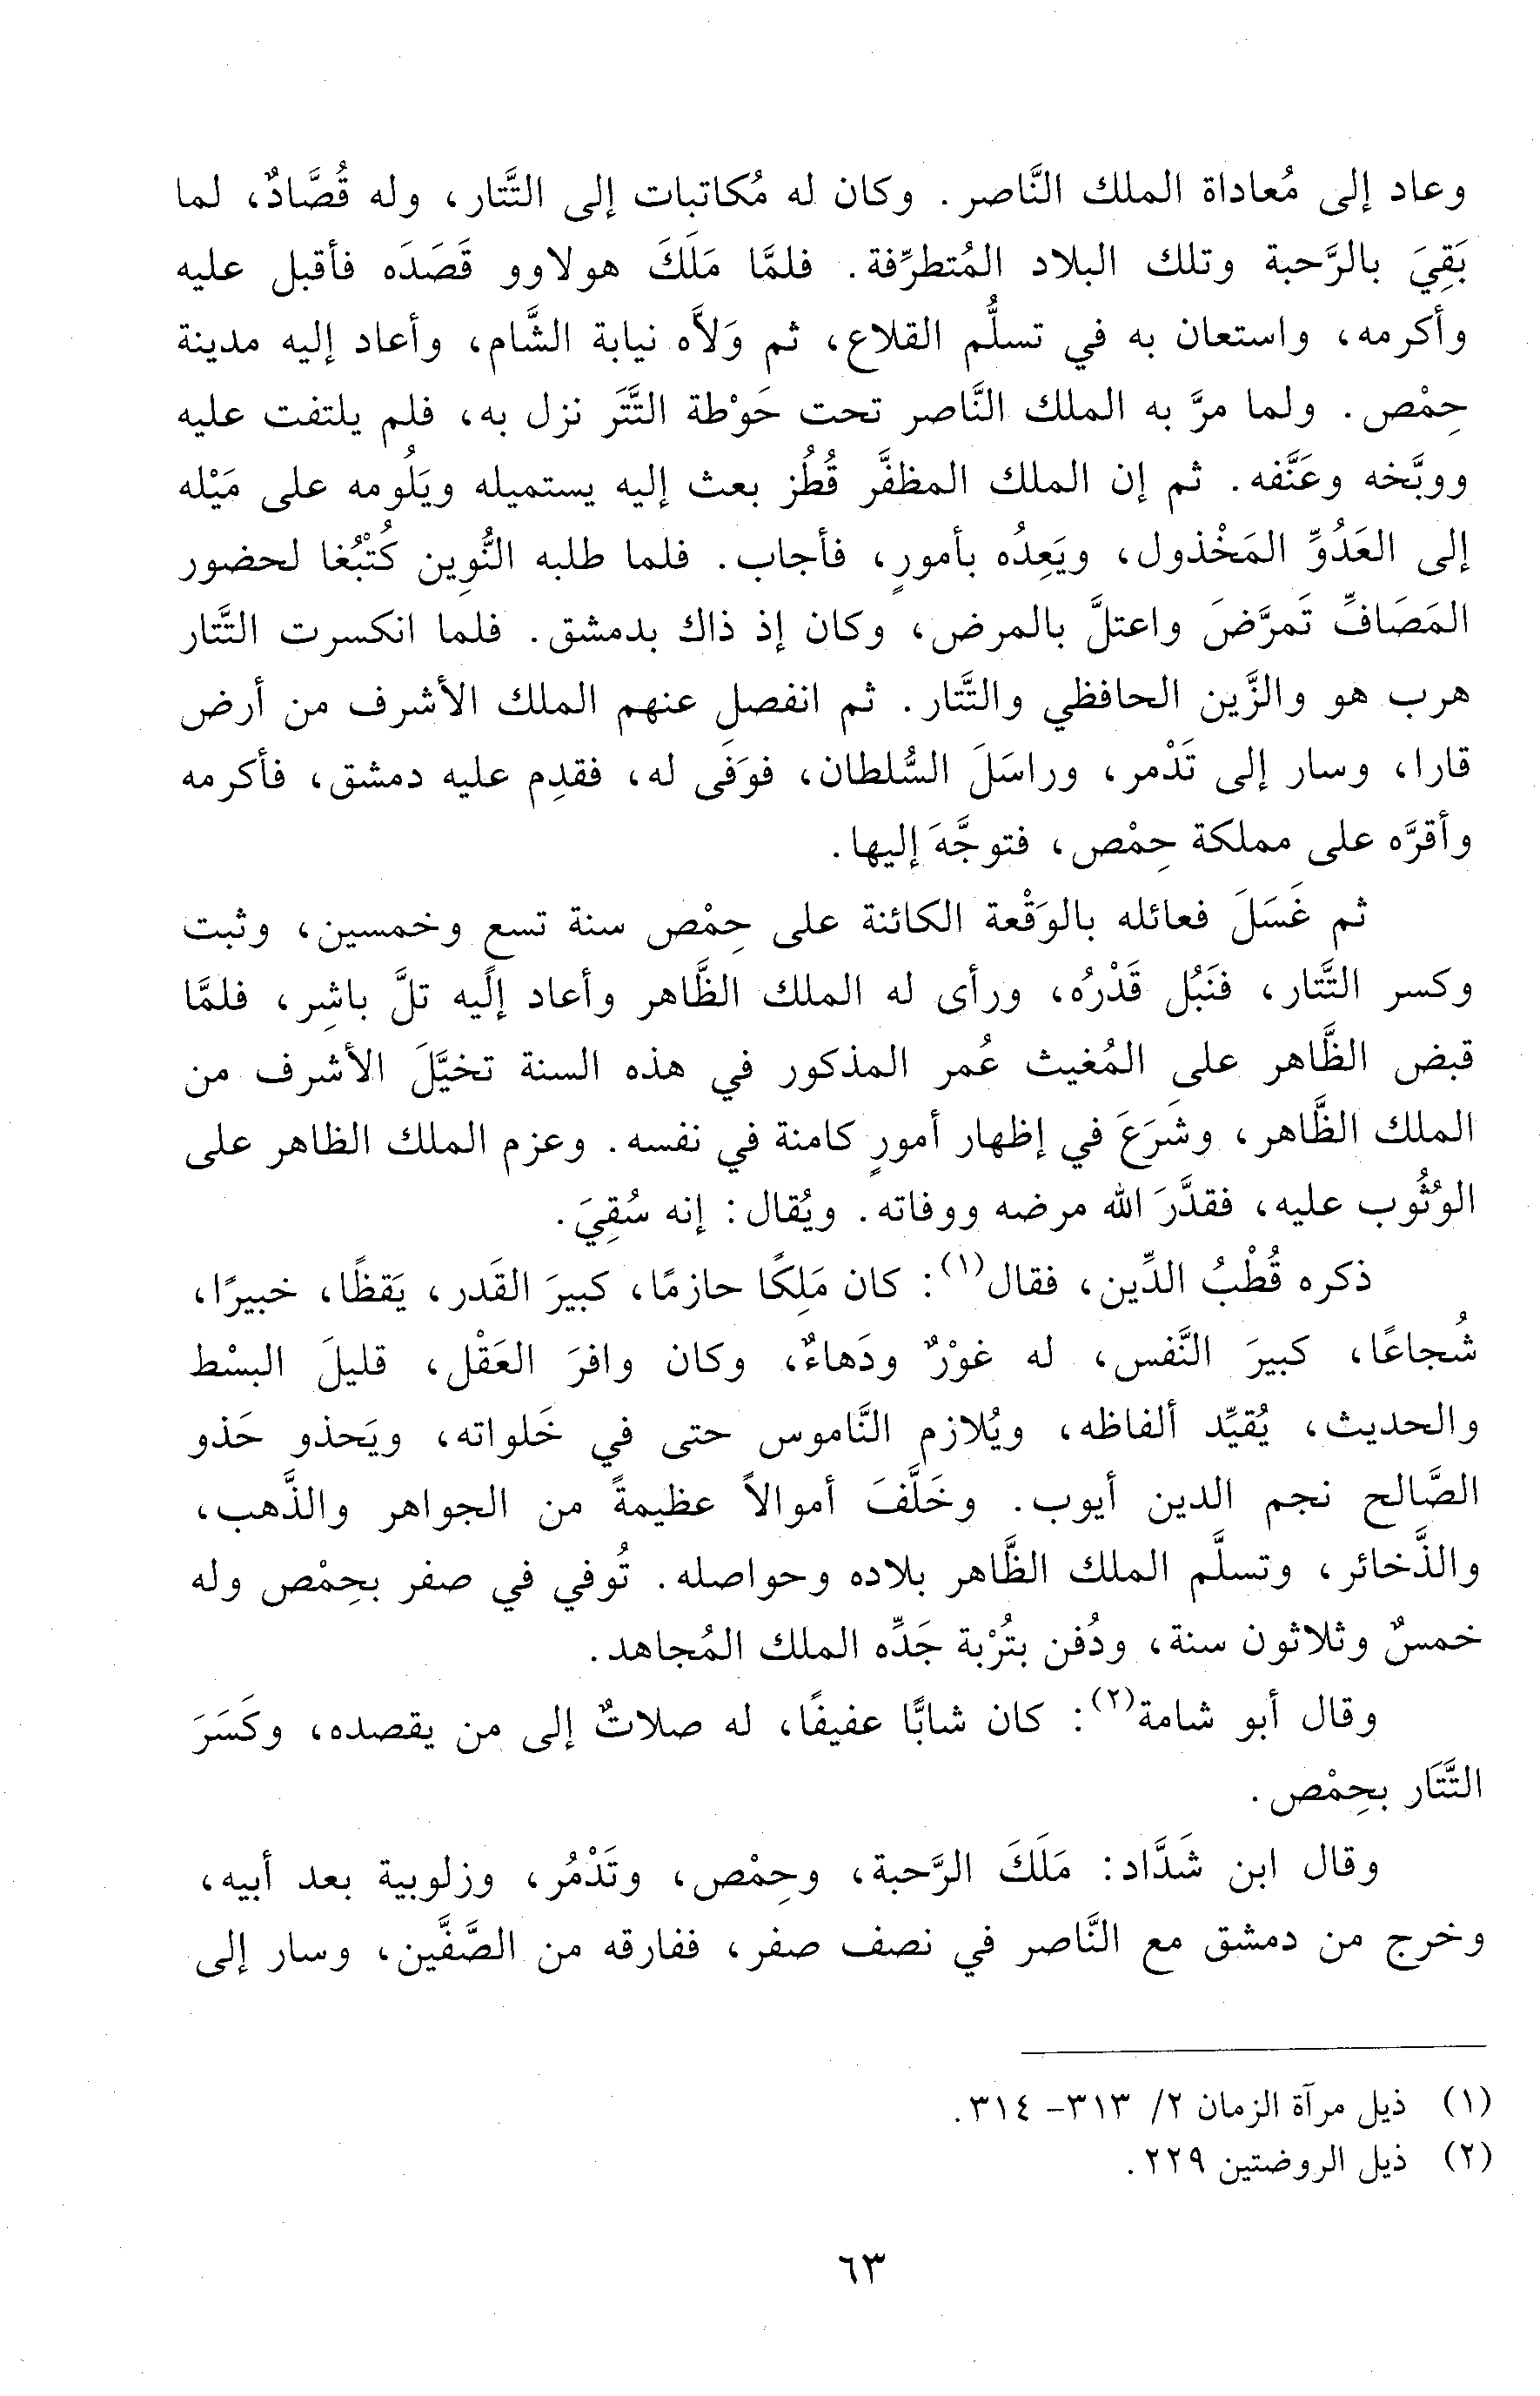 وعاد إلى مُعاداة الملك النَّاصر. وكان له مُكاتبات إلى التَّتار، وله قُصَّادٌ، لما
بَقِيَ بالرَّحبة وتلك البلاد المُتطرِّفة. فلمَّا مَلَكَ هولاوو قَصَدَه فأقبل عليه
وأكرمه، واستعان به في تسلُّم القلاع، ثم وَلاَّه نيابة الشَّام، وأعاد إليه مدينة
حِمْص. ولما مرَّ به الملك النَّاصر تحت حَوْطة التَّتَر نزل به، فلم يلتفت عليه
ووبَّخه وعَنَّفه. ثم إن الملك المظفَّر قُطُز بعث إليه يستميله ويَلُومه على مَيْله
إلى العَدُوِّ المَخْذول، ويَعِدُه بأمورٍ، فأجاب. فلما طلبه النُّوِين كُتْبُغا لحضور
المَصَافِّ تَمرَّضَ واعتلَّ بالمرض، وكان إذ ذاك بدمشق. فلما انكسرت التَّتار
هرب هو والزَّين الحافظي والتَّتار. ثم انفصل عنهم الملك الأشرف من أرض
قارا، وسار إلى تَدْمر، وراسَلَ السُّلطان، فوَفَى له، فقدِم عليه دمشق، فأكرمه
وأقرَّه على مملكة حِمْص، فتوجَّهَ إليها.
ثم غَسَلَ فعائله بالوَقْعة الكائنة على حِمْص سنة تسع وخمسين، وثبت
وكسر التَّتار، فنَبُل قَدْرُه، ورأى له الملك الظَّاهر وأعاد إليه تلَّ باشِر، فلمَّا
قبض الظَّاهر على المُغيث عُمر المذكور في هذه السنة تخيَّلَ الأشرف من
الملك الظَّاهر، وشَرَعَ في إظهار أمورٍ كامنة في نفسه. وعزم الملك الظاهر على
الوُثُوب عليه، فقدَّرَ الله مرضه ووفاته. ويُقال: إنه سُقِيَ.
ذكره قُطْبُ الدِّين، فقال(١): كان مَلِكًا حازمًا، كبيرَ القَدر، يَقظًا، خبيرًا،
شُجاعًا، كبيرَ النَّفس، له غوْرٌ ودَهاءٌ، وكان وافرَ العَقْل، قليلَ البسْط
والحديث، يُقيِّد ألفاظه، ويُلازم النَّاموس حتى في خَلواته، ويَحذو حَذو
الصَّالح نجم الدين أيوب. وخَلَّفَ أموالاً عظيمةً من الجواهر والذَّهب،
والذَّخائر، وتسلَّم الملك الظَّاهر بلاده وحواصله. تُوفي في صفر بحِمْص وله
خمسٌ وثلاثون سنة، ودُفن بتُرْبة جَدِّه الملك المُجاهد.
وقال أبو شامة(٢): كان شابًّا عفيفًا، له صلاتٌ إلى من يقصده، وكَسَرَ
التَّتَار بحِمْص.
وقال ابن شَدَّاد: مَلَكَ الرَّحبة، وحِمْص، وتَدْمُر، وزلوبية بعد أبيه،
وخرج من دمشق مع النَّاصر في نصف صفر، ففارقه من الصَّفَّين، وسار إلى
(١) ذيل مرآة الزمان ٢/ ٣١٣- ٣١٤.
(٢) ذيل الروضتين ٢٢٩.
٦٣